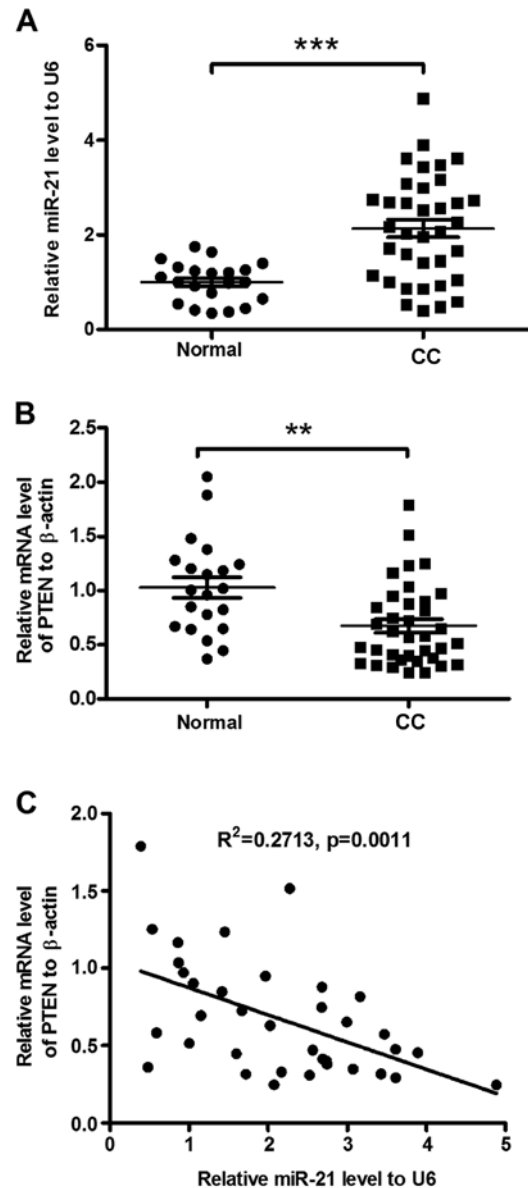 A
Relative miR-21 level to U6
6
4
2
0
***
Normal
CC
B
Relative mRNA level
of PTEN to β-actin
2.5
2.0
1.5
1.0
0.5
0.0
**
Normal
CC
C
Relative mRNA level
of PTEN to β-actin
2.0
1.5
1.0
0.5
0.0
R²=0.2713, p=0.0011
0 1 2 3 4 5
Relative miR-21 level to U6